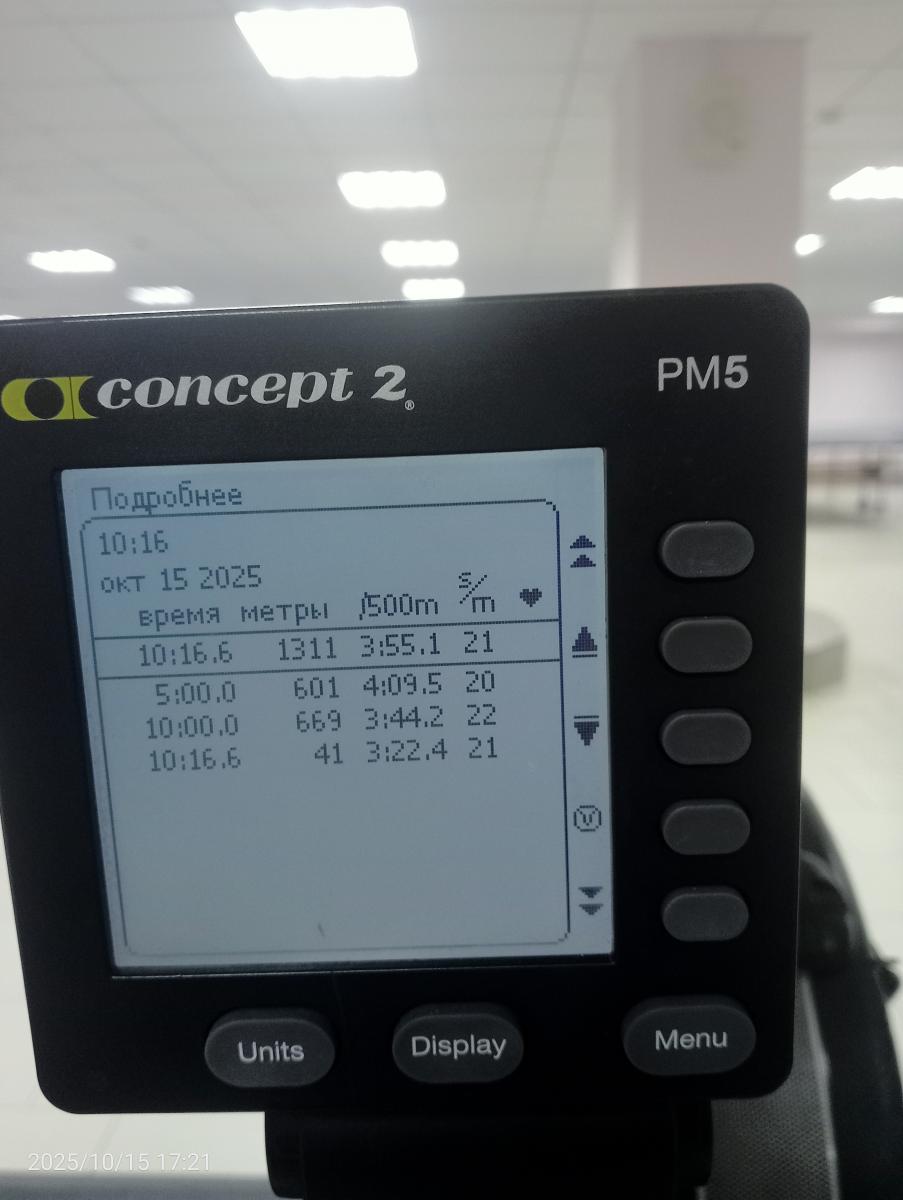 concept 2® PM5
Подробнее
10:16
окт 15 2025
время метры /500m s/m ♥
10:16.6 1311 3:55.1 21
5:00.0 601 4:09.5 20
10:00.0 669 3:44.2 22
10:16.6 41 3:22.4 21
V
Units Display Menu
2025/10/15 17:21